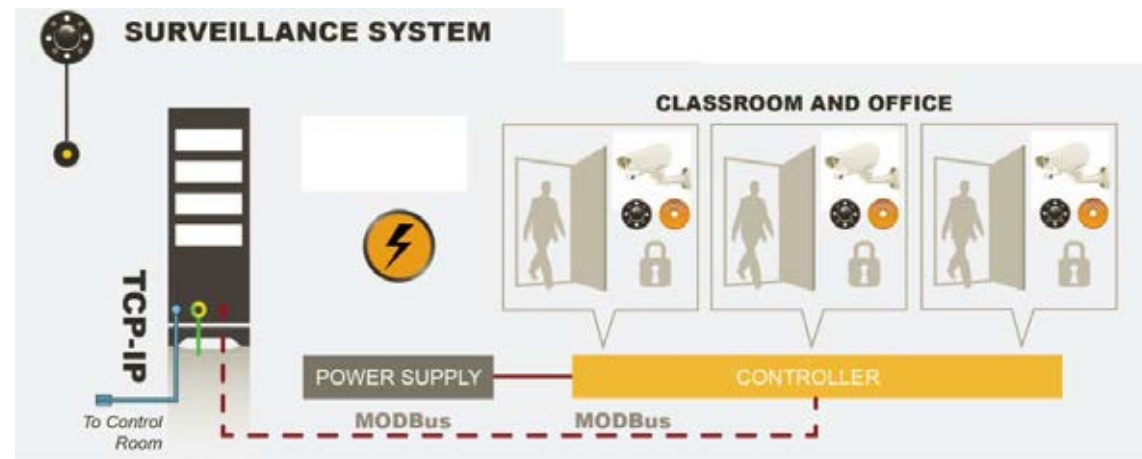 SURVEILLANCE SYSTEM
CLASSROOM AND OFFICE
TCP-IP
POWER SUPPLY
CONTROLLER
MODBus
MODBus
To Control
Room